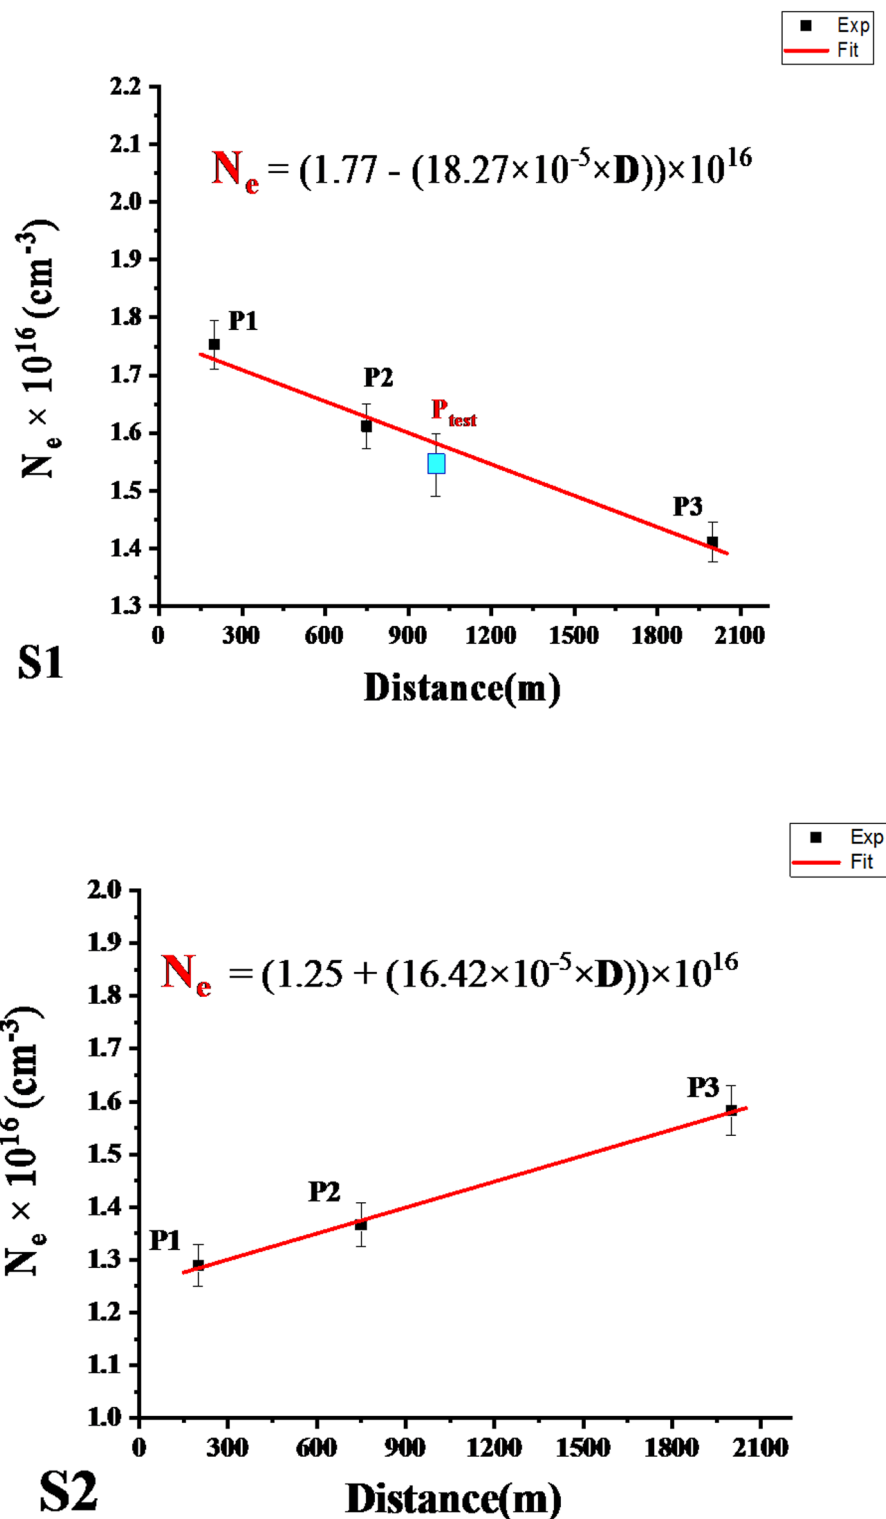 Exp
Fit
2.2
2.1
2.0
1.9
1.8
1.7
1.6
1.5
1.4
1.3
Nₑ × 10¹⁶ (cm⁻³)
Nₑ = (1.77 - (18.27×10⁻⁵×D))×10¹⁶
P1
P2
P_test
P3
0 300 600 900 1200 1500 1800 2100
S1
Distance(m)
Exp
Fit
2.0
1.9
1.8
1.7
1.6
1.5
1.4
1.3
1.2
1.1
1.0
Nₑ × 10¹⁶ (cm⁻³)
Nₑ = (1.25 + (16.42×10⁻⁵×D))×10¹⁶
P3
P2
P1
0 300 600 900 1200 1500 1800 2100
S2
Distance(m)